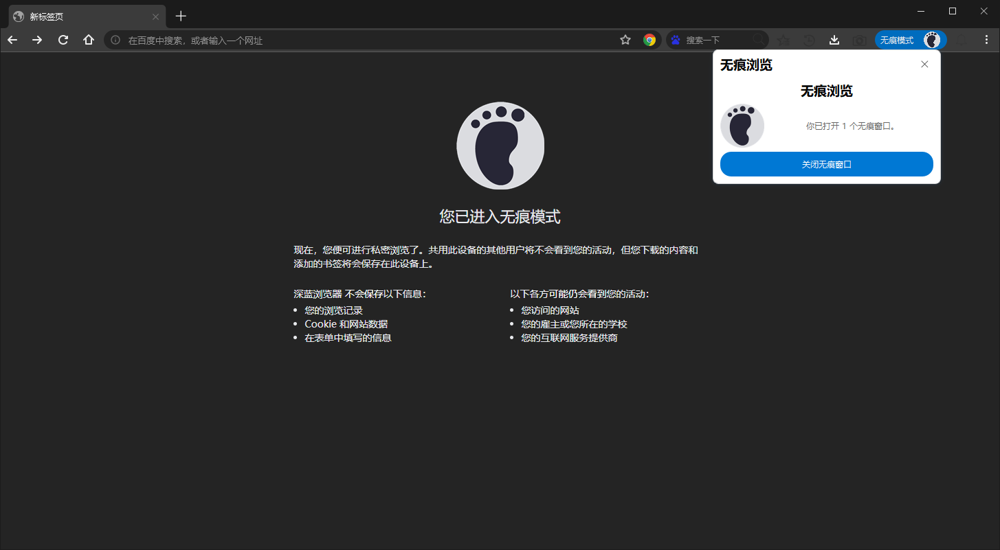 新标签页
在百度中搜索，或者输入一个网址
搜索一下
无痕模式
无痕浏览
无痕浏览
你已打开 1 个无痕窗口。
关闭无痕窗口
您已进入无痕模式
现在，您便可进行私密浏览了。共用此设备的其他用户将不会看到您的活动，但您下载的内容和
添加的书签将会保存在此设备上。
深蓝浏览器 不会保存以下信息：
• 您的浏览记录
• Cookie 和网站数据
• 在表单中填写的信息
以下各方可能仍会看到您的活动：
• 您访问的网站
• 您的雇主或您所在的学校
• 您的互联网服务提供商